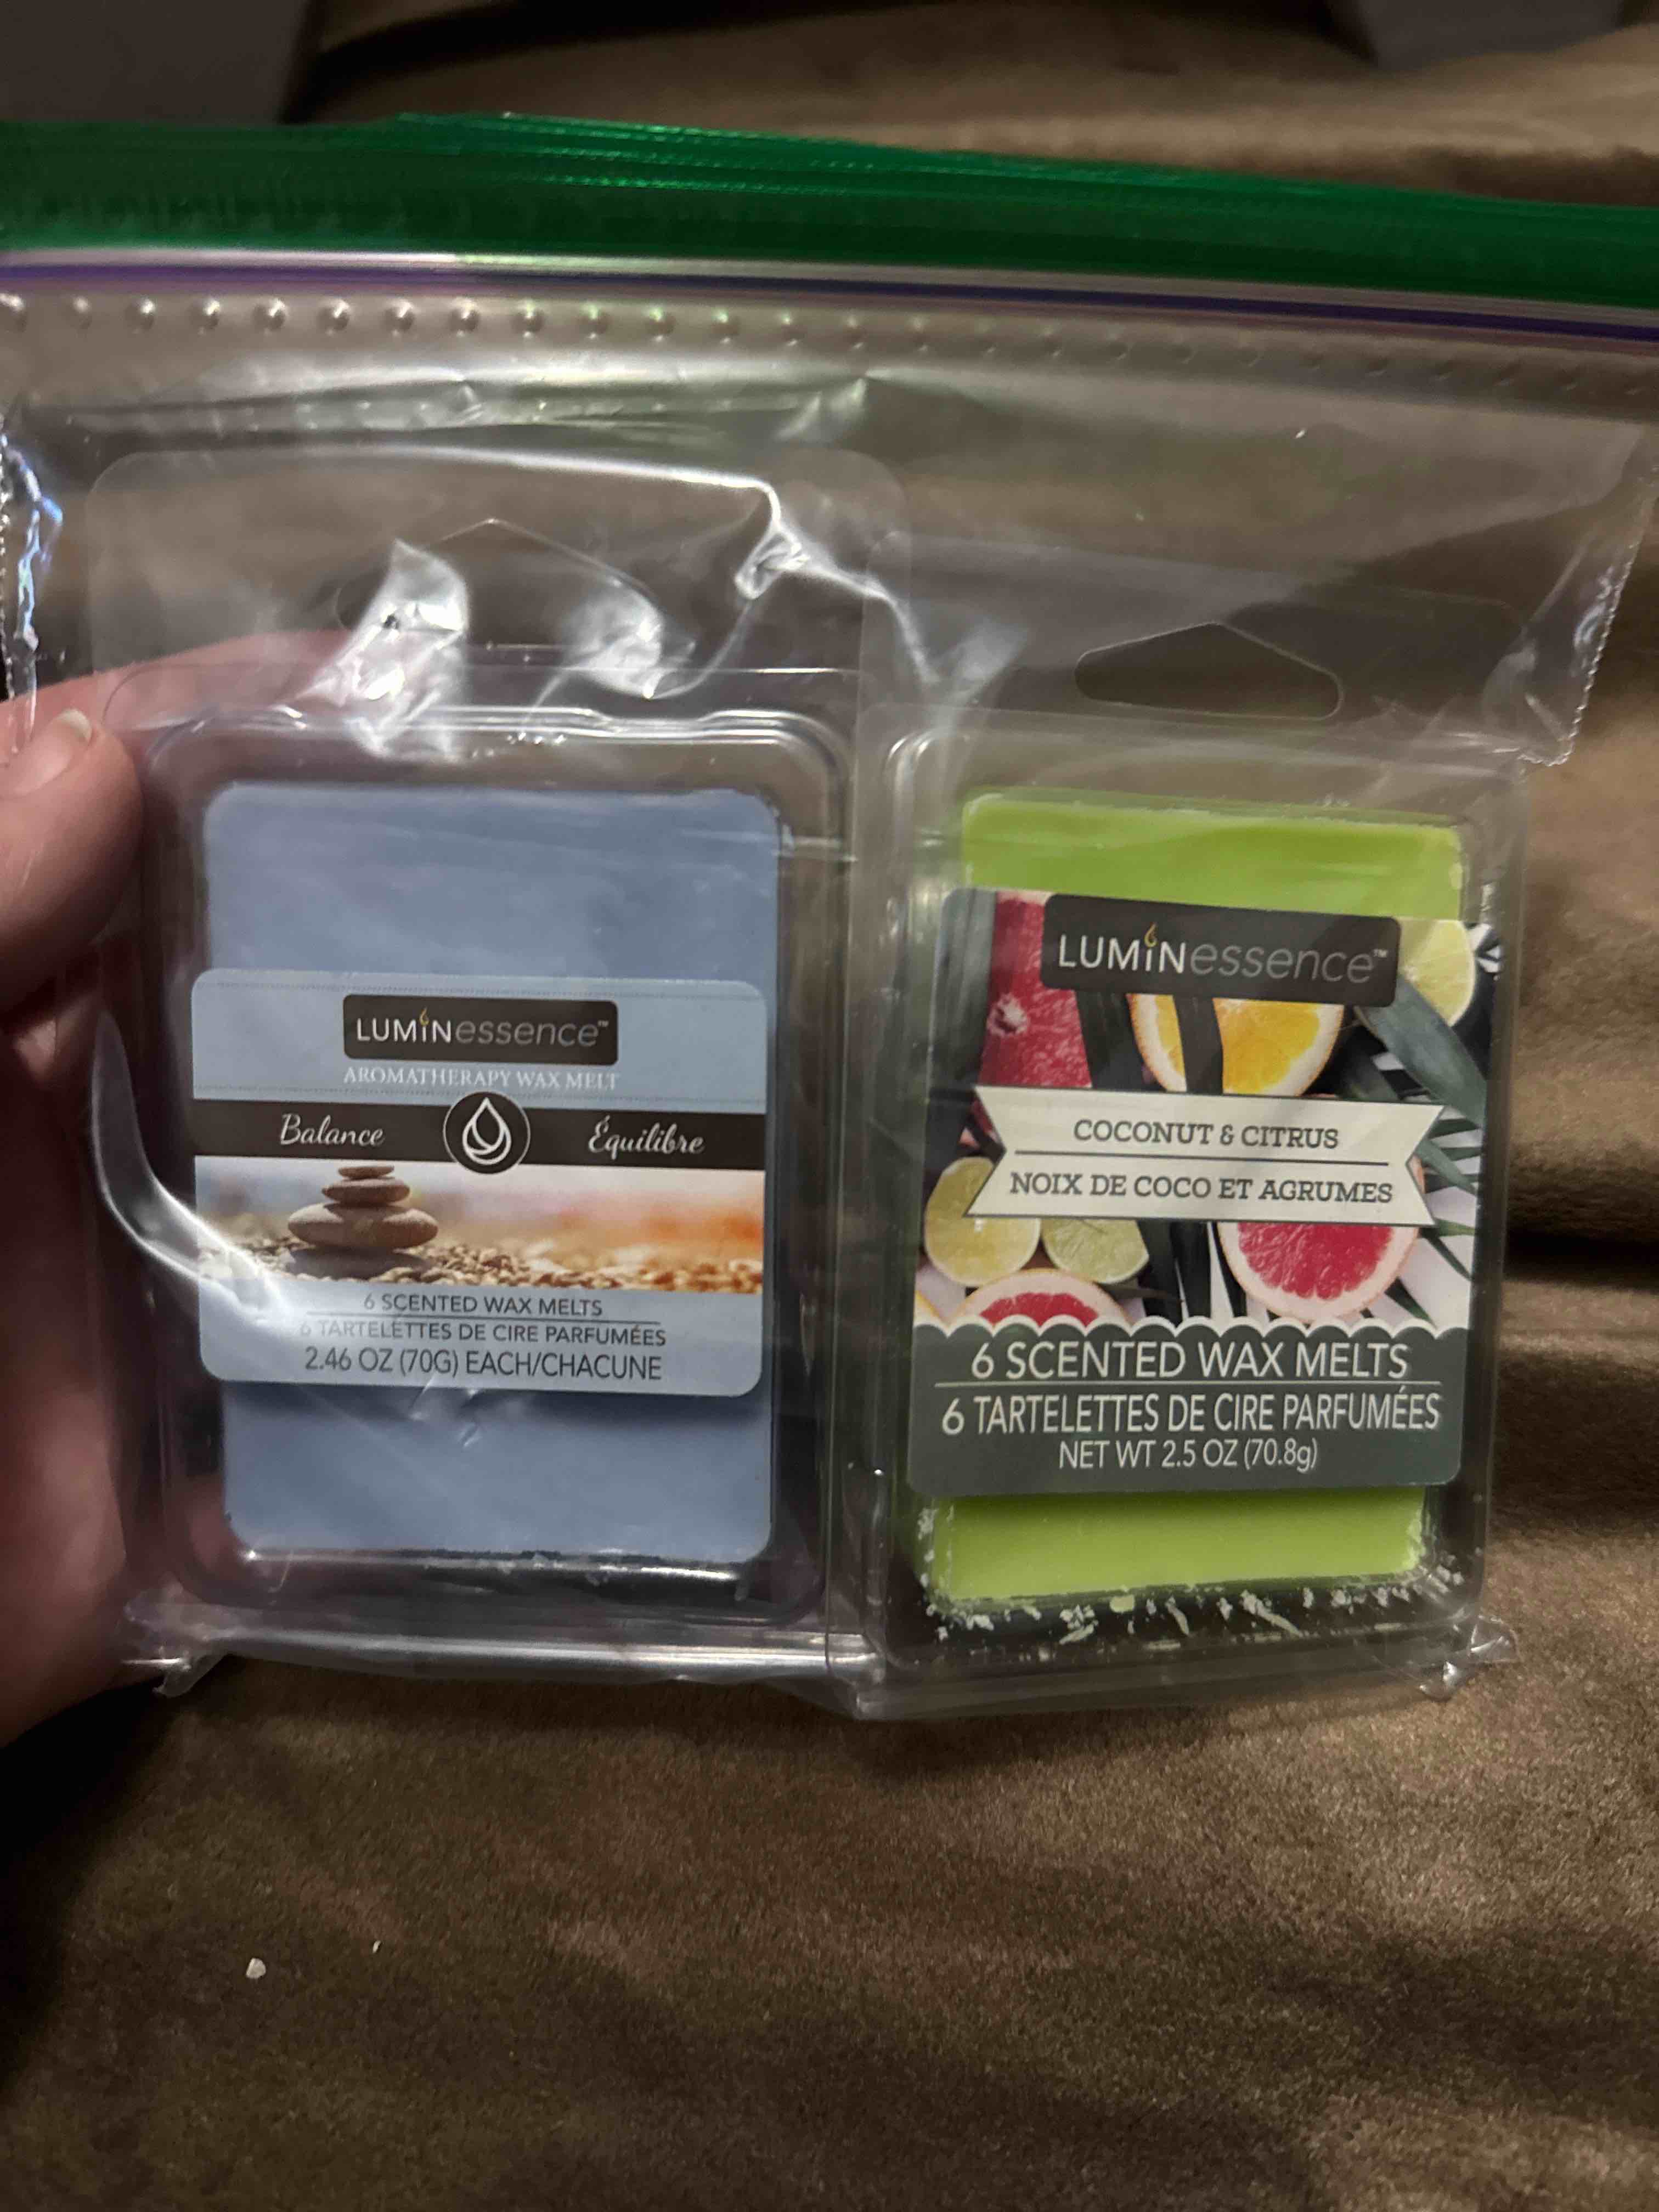 LUMINessence™
AROMATHERAPY WAX MELT
Balance
Équilibre
6 SCENTED WAX MELTS
6 TARTELETTES DE CIRE PARFUMÉES
2.46 OZ (70G) EACH/CHACUNE
LUMINessence™
COCONUT & CITRUS
NOIX DE COCO ET AGRUMES
6 SCENTED WAX MELTS
6 TARTELETTES DE CIRE PARFUMÉES
NET WT 2.5 OZ (70.8g)